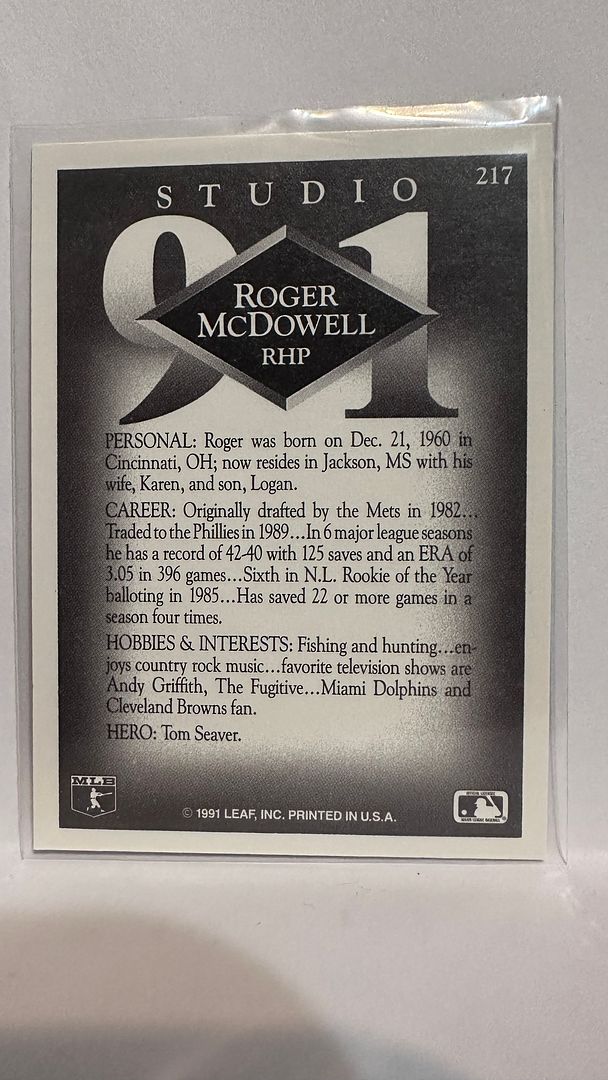 217
STUDIO
91
ROGER
MCDOWELL
RHP
PERSONAL: Roger was born on Dec. 21, 1960 in
Cincinnati, OH; now resides in Jackson, MS with his
wife, Karen, and son, Logan.
CAREER: Originally drafted by the Mets in 1982...
Traded to the Phillies in 1989...In 6 major league seasons
he has a record of 42-40 with 125 saves and an ERA of
3.05 in 396 games...Sixth in N.L. Rookie of the Year
balloting in 1985...Has saved 22 or more games in a
season four times.
HOBBIES & INTERESTS: Fishing and hunting...en-
joys country rock music...favorite television shows are
Andy Griffith, The Fugitive...Miami Dolphins and
Cleveland Browns fan.
HERO: Tom Seaver.
MLB
© 1991 LEAF, INC. PRINTED IN U.S.A.